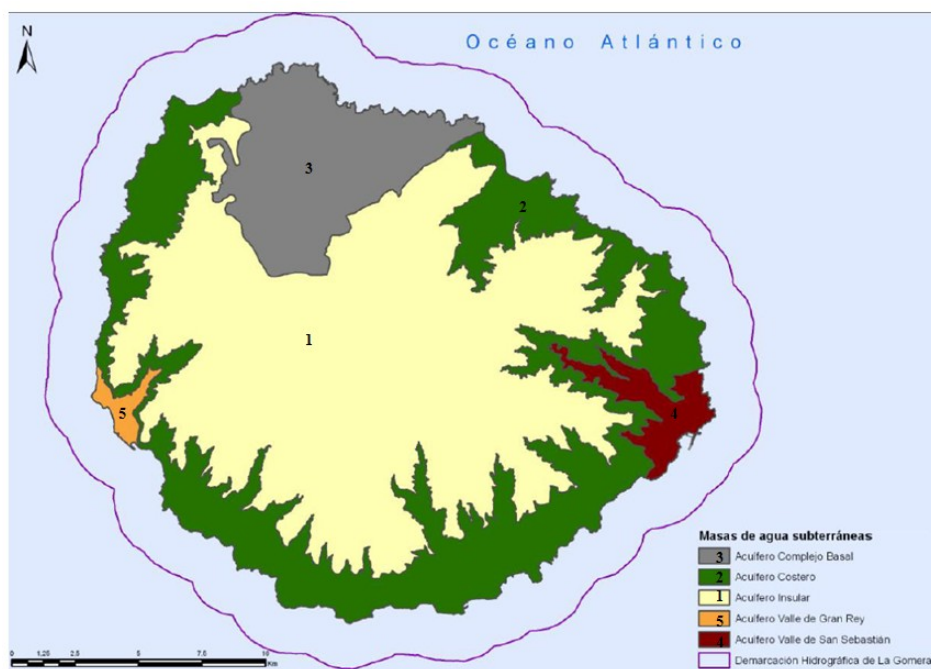 Océano Atlántico
N
3
2
1
5
4
Masas de agua subterráneas
3 Acuífero Complejo Basal
2 Acuífero Costero
1 Acuífero Insular
5 Acuífero Valle de Gran Rey
4 Acuífero Valle de San Sebastián
Demarcación Hidrográfica de La Gomera
0 1,25 2,5 5 7,5 10
Km